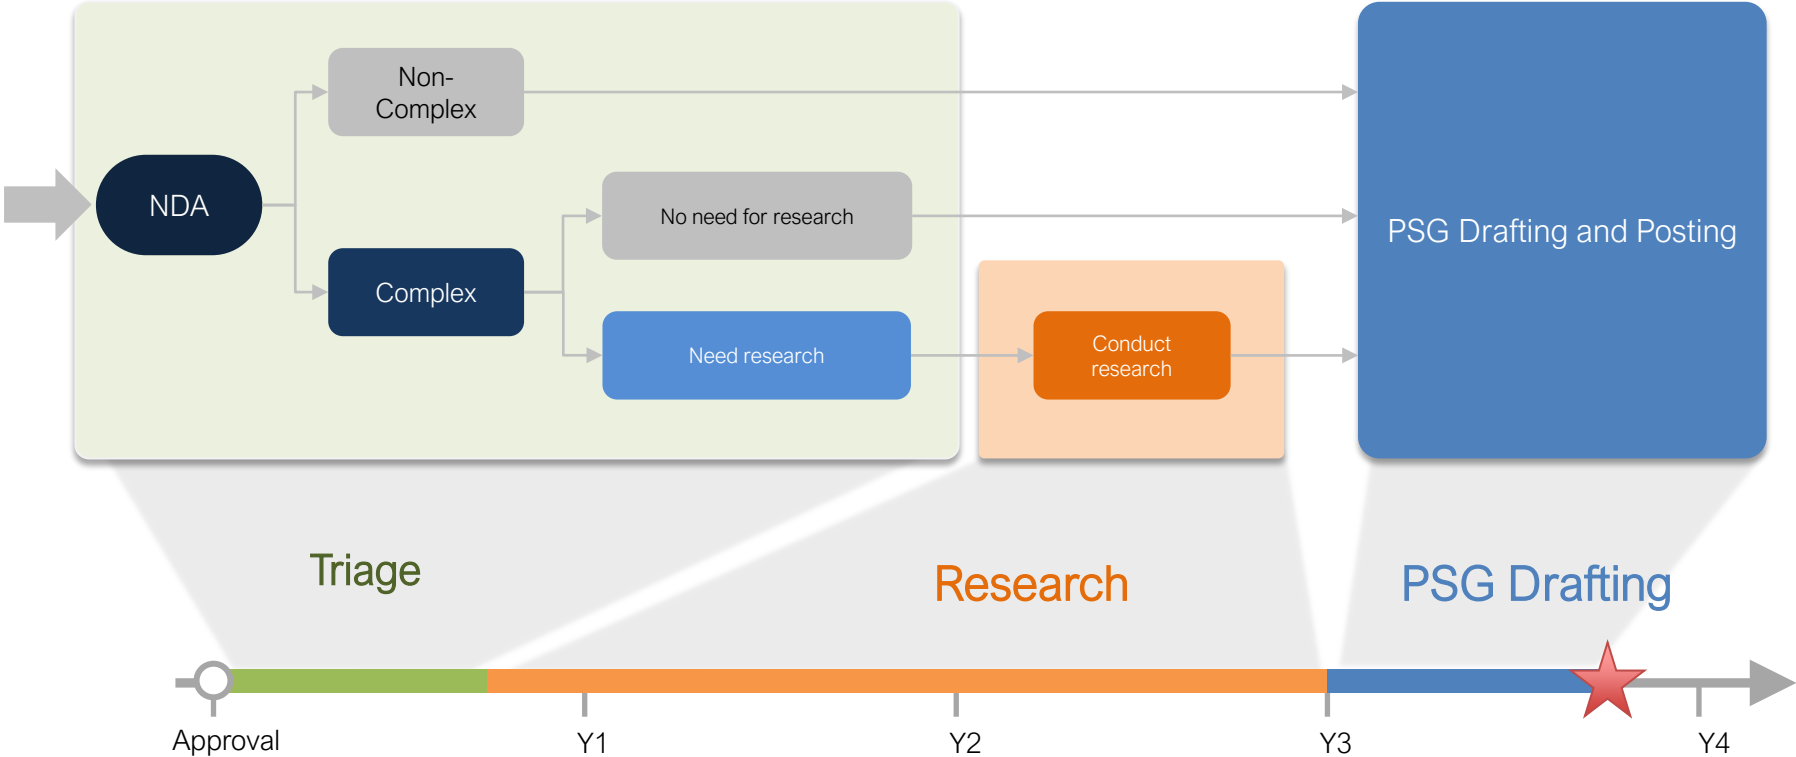 Non-
Complex
NDA
No need for research
PSG Drafting and Posting
Complex
Need research
Conduct
research
Triage
Research
PSG Drafting
Approval
Y1
Y2
Y3
Y4